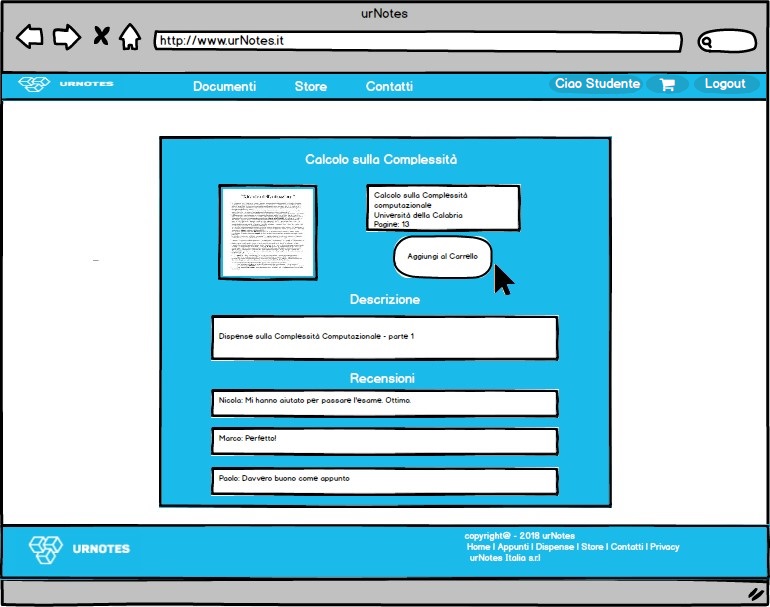 urNotes
http://www.urNotes.it
URNOTES
Documenti
Store
Contatti
Ciao Studente
Logout
Calcolo sulla Complessità
Calcolo sulla Complessità
computazionale
Università della Calabria
Pagine: 13
Aggiungi al Carrello
Descrizione
Dispense sulla Complessità Computazionale - parte 1
Recensioni
Nicola: Mi hanno aiutato per passare l'esame. Ottimo.
Marco: Perfetto!
Paolo: Davvero buono come appunto
URNOTES
copyright@ - 2018 urNotes
Home | Appunti | Dispense | Store | Contatti | Privacy
urNotes Italia s.r.l